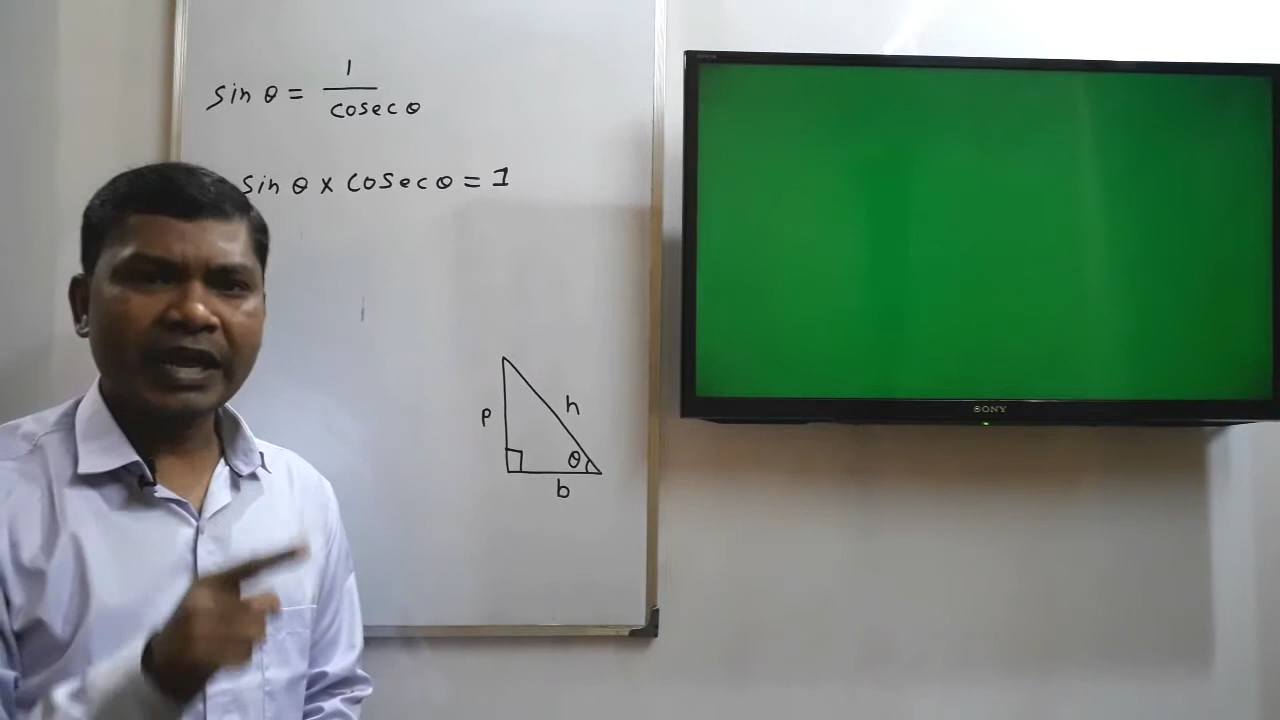 sin θ = 1/cosec θ
sin θ x cosec θ = 1
p
h
θ
b
SONY